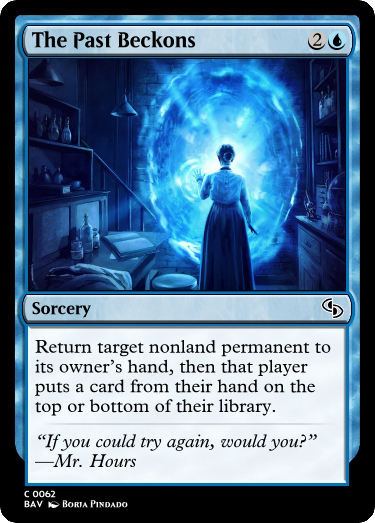 The Past Beckons 2
Sorcery
Return target nonland permanent to
its owner's hand, then that player
puts a card from their hand on the
top or bottom of their library.
“If you could try again, would you?”
—Mr. Hours
C 0062
BAV Borja Pindado